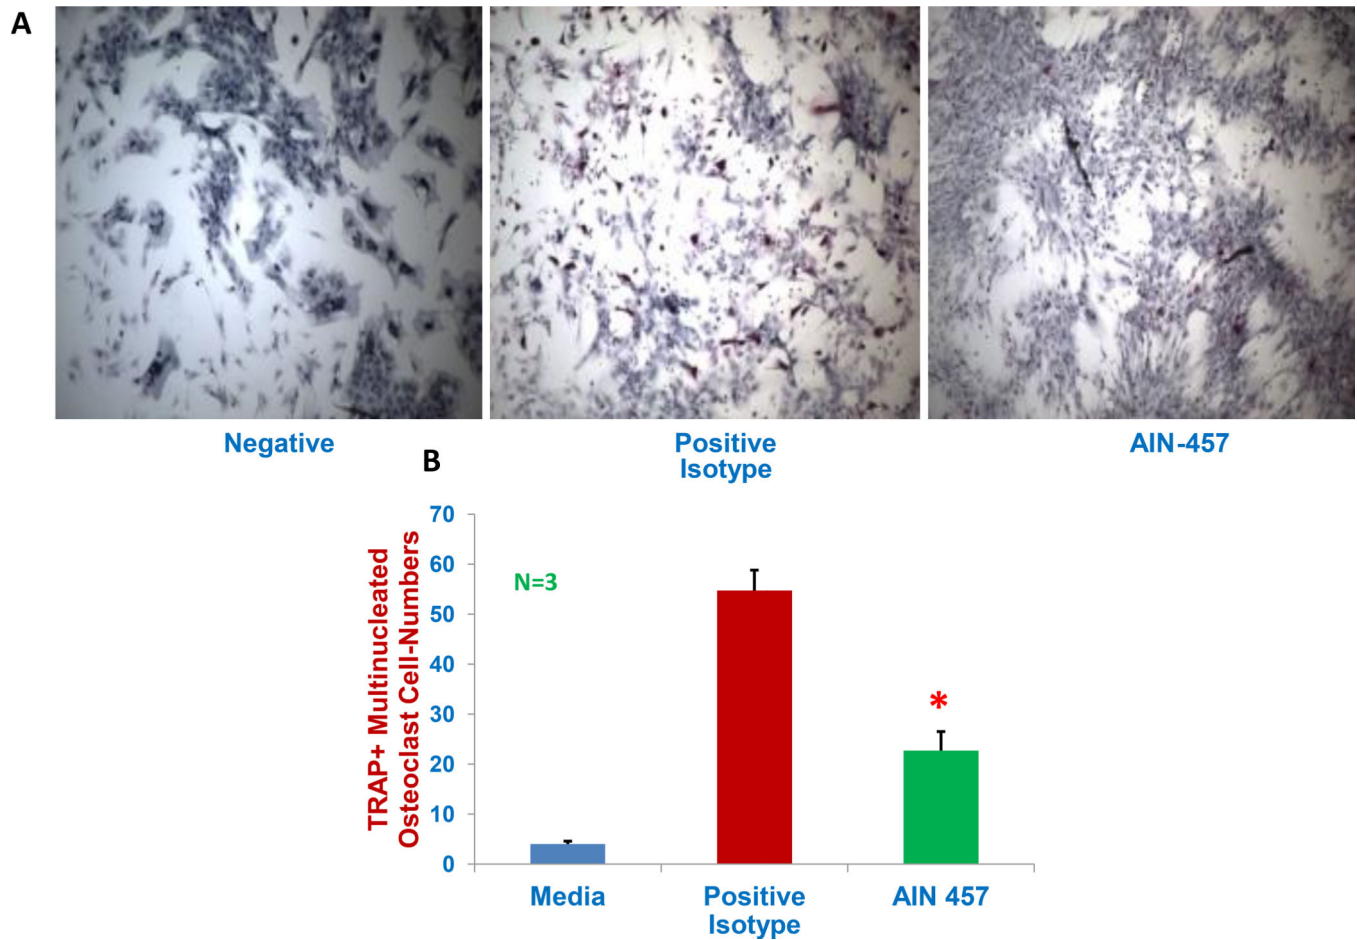 A
Negative
Positive
Isotype
AIN-457
B
TRAP+ Multinucleated
Osteoclast Cell-Numbers
70
60
50
40
30
20
10
0
N=3
*
Media
Positive
Isotype
AIN 457